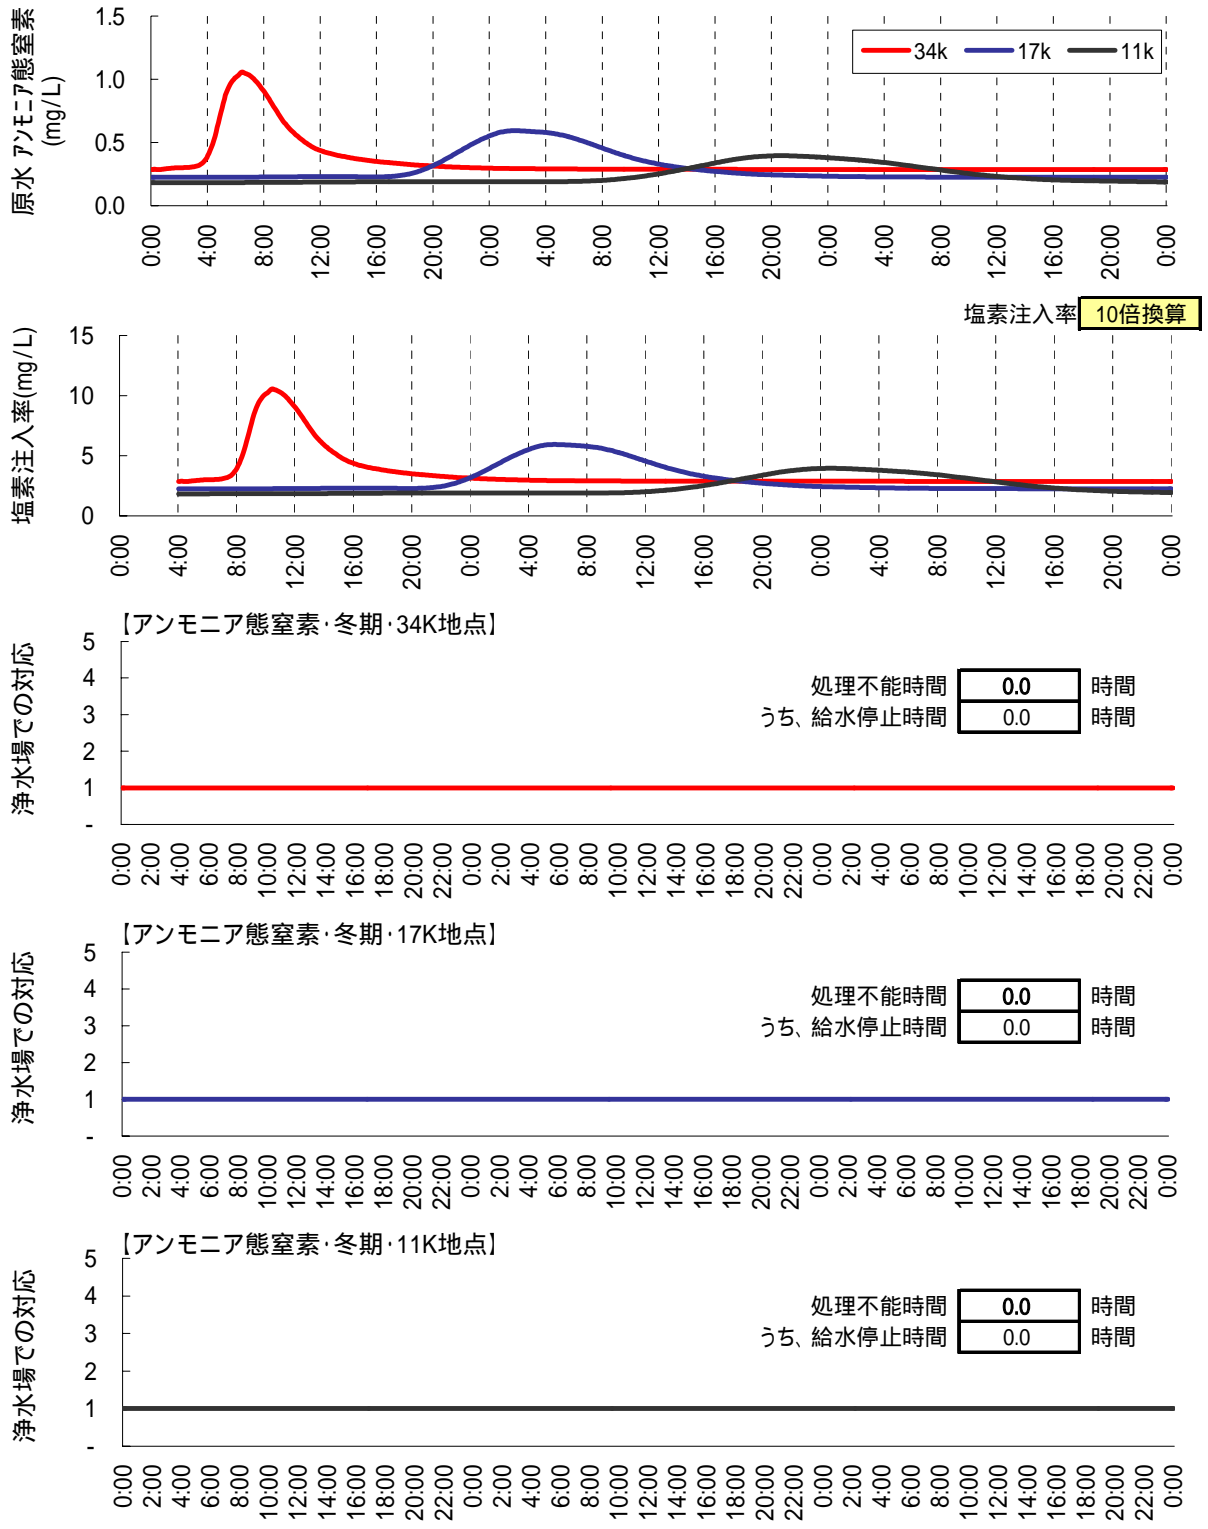 原水 アンモニア態窒素
(mg/L)
1.5
1.0
0.5
0.0
34k 17k 11k
0:00 4:00 8:00 12:00 16:00 20:00 0:00 4:00 8:00 12:00 16:00 20:00 0:00 4:00 8:00 12:00 16:00 20:00 0:00
塩素注入率 10倍換算
塩素注入率(mg/L)
15
10
5
0
0:00 4:00 8:00 12:00 16:00 20:00 0:00 4:00 8:00 12:00 16:00 20:00 0:00 4:00 8:00 12:00 16:00 20:00 0:00
【アンモニア態窒素・冬期・34K地点】
浄水場での対応
5
4
3
2
1
-
処理不能時間 0.0 時間
うち、給水停止時間 0.0 時間
0:00 2:00 4:00 6:00 8:00 10:00 12:00 14:00 16:00 18:00 20:00 22:00 0:00 2:00 4:00 6:00 8:00 10:00 12:00 14:00 16:00 18:00 20:00 22:00 0:00 2:00 4:00 6:00 8:00 10:00 12:00 14:00 16:00 18:00 20:00 22:00 0:00
【アンモニア態窒素・冬期・17K地点】
浄水場での対応
5
4
3
2
1
-
処理不能時間 0.0 時間
うち、給水停止時間 0.0 時間
0:00 2:00 4:00 6:00 8:00 10:00 12:00 14:00 16:00 18:00 20:00 22:00 0:00 2:00 4:00 6:00 8:00 10:00 12:00 14:00 16:00 18:00 20:00 22:00 0:00 2:00 4:00 6:00 8:00 10:00 12:00 14:00 16:00 18:00 20:00 22:00 0:00
【アンモニア態窒素・冬期・11K地点】
浄水場での対応
5
4
3
2
1
-
処理不能時間 0.0 時間
うち、給水停止時間 0.0 時間
0:00 2:00 4:00 6:00 8:00 10:00 12:00 14:00 16:00 18:00 20:00 22:00 0:00 2:00 4:00 6:00 8:00 10:00 12:00 14:00 16:00 18:00 20:00 22:00 0:00 2:00 4:00 6:00 8:00 10:00 12:00 14:00 16:00 18:00 20:00 22:00 0:00